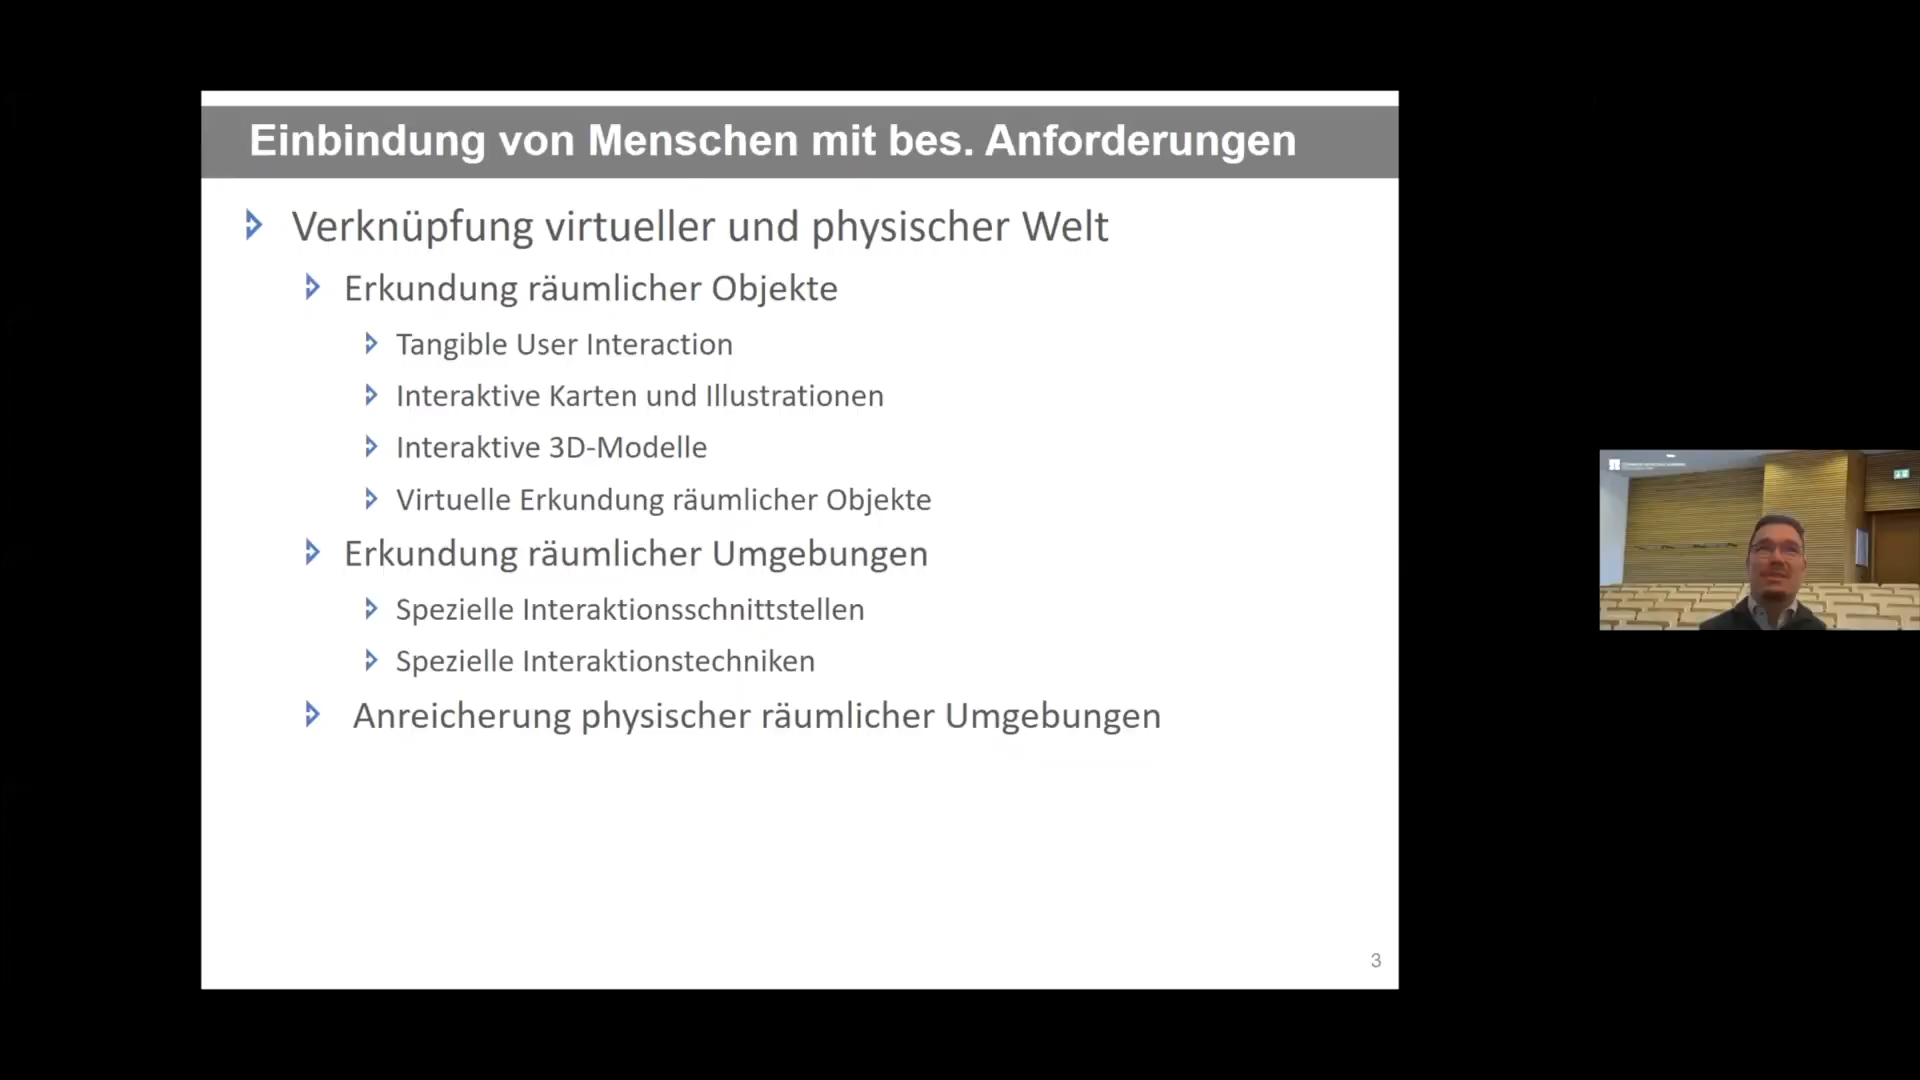 Einbindung von Menschen mit bes. Anforderungen
Verknüpfung virtueller und physischer Welt
Erkundung räumlicher Objekte
Tangible User Interaction
Interaktive Karten und Illustrationen
Interaktive 3D-Modelle
Virtuelle Erkundung räumlicher Objekte
Erkundung räumlicher Umgebungen
Spezielle Interaktionsschnittstellen
Spezielle Interaktionstechniken
Anreicherung physischer räumlicher Umgebungen
3